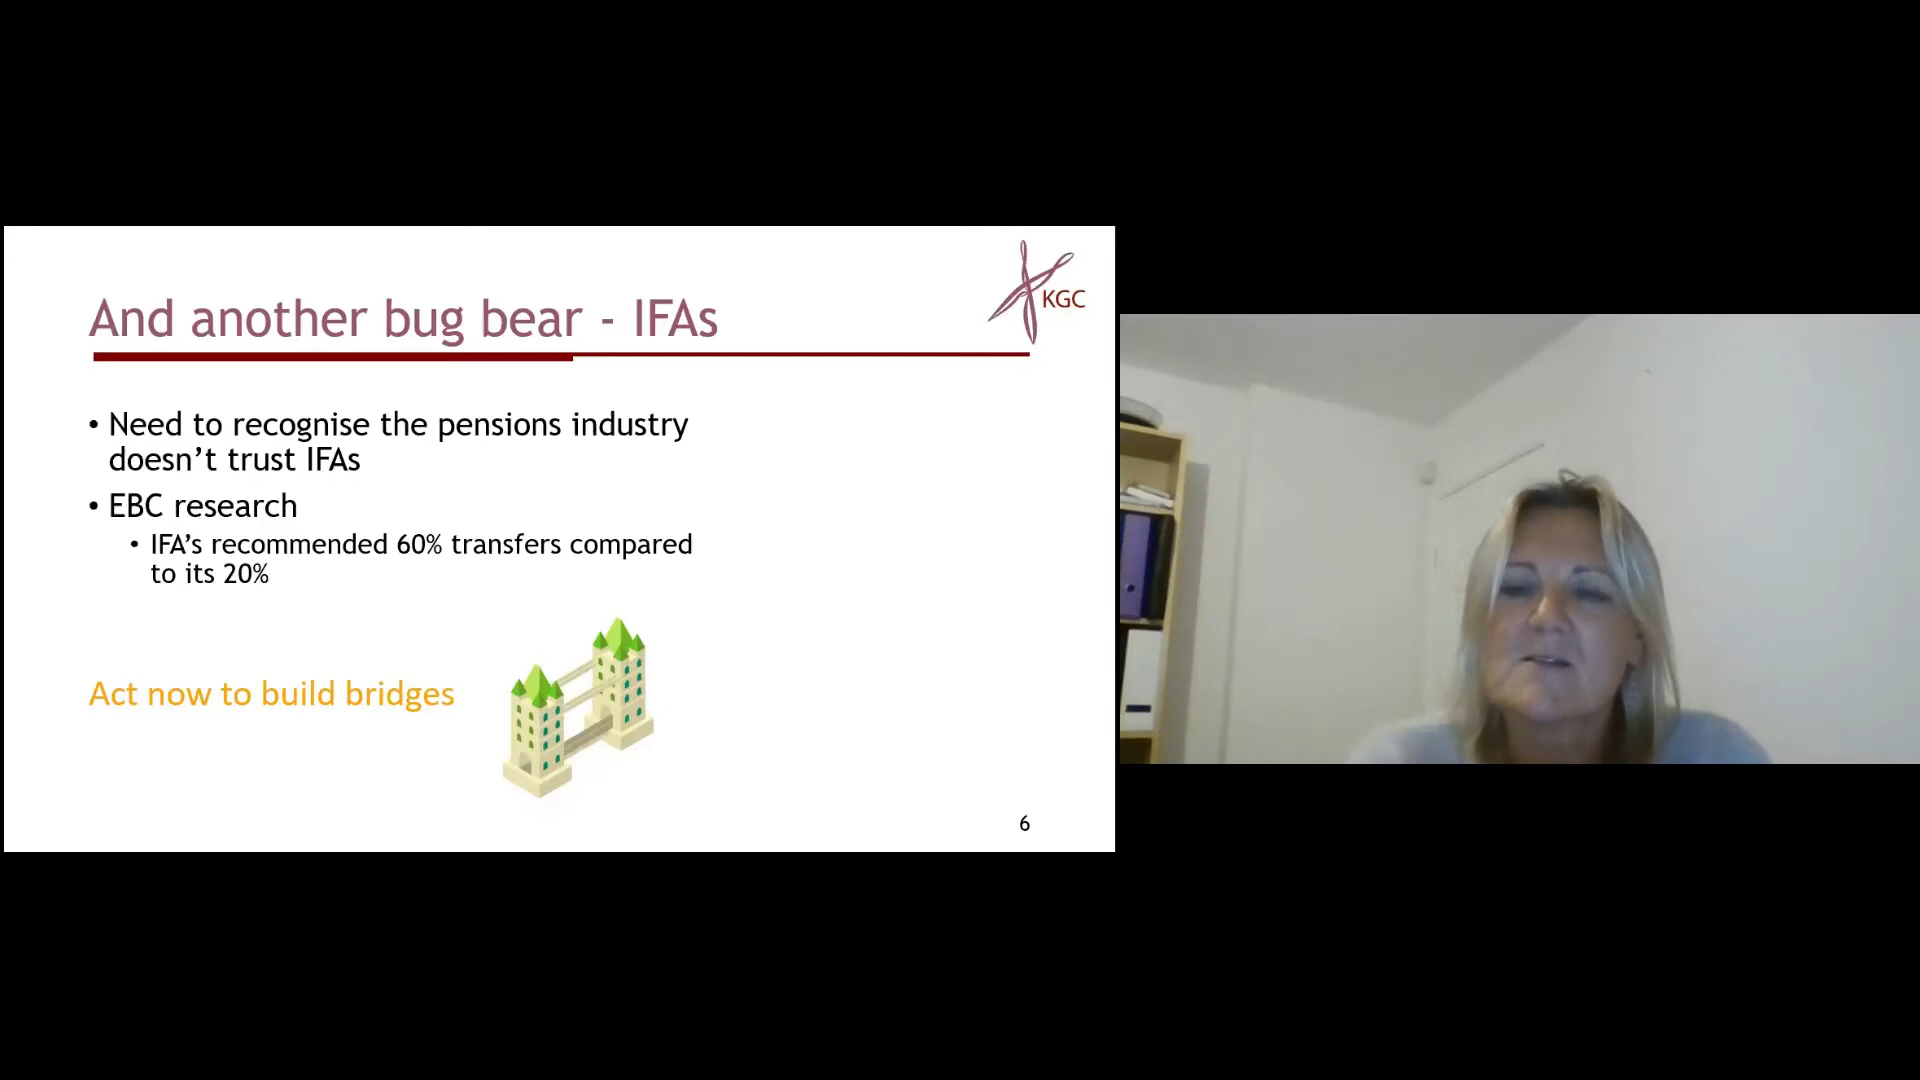 And another bug bear - IFAs
KGC
• Need to recognise the pensions industry
doesn’t trust IFAs
• EBC research
• IFA’s recommended 60% transfers compared
to its 20%
Act now to build bridges
6